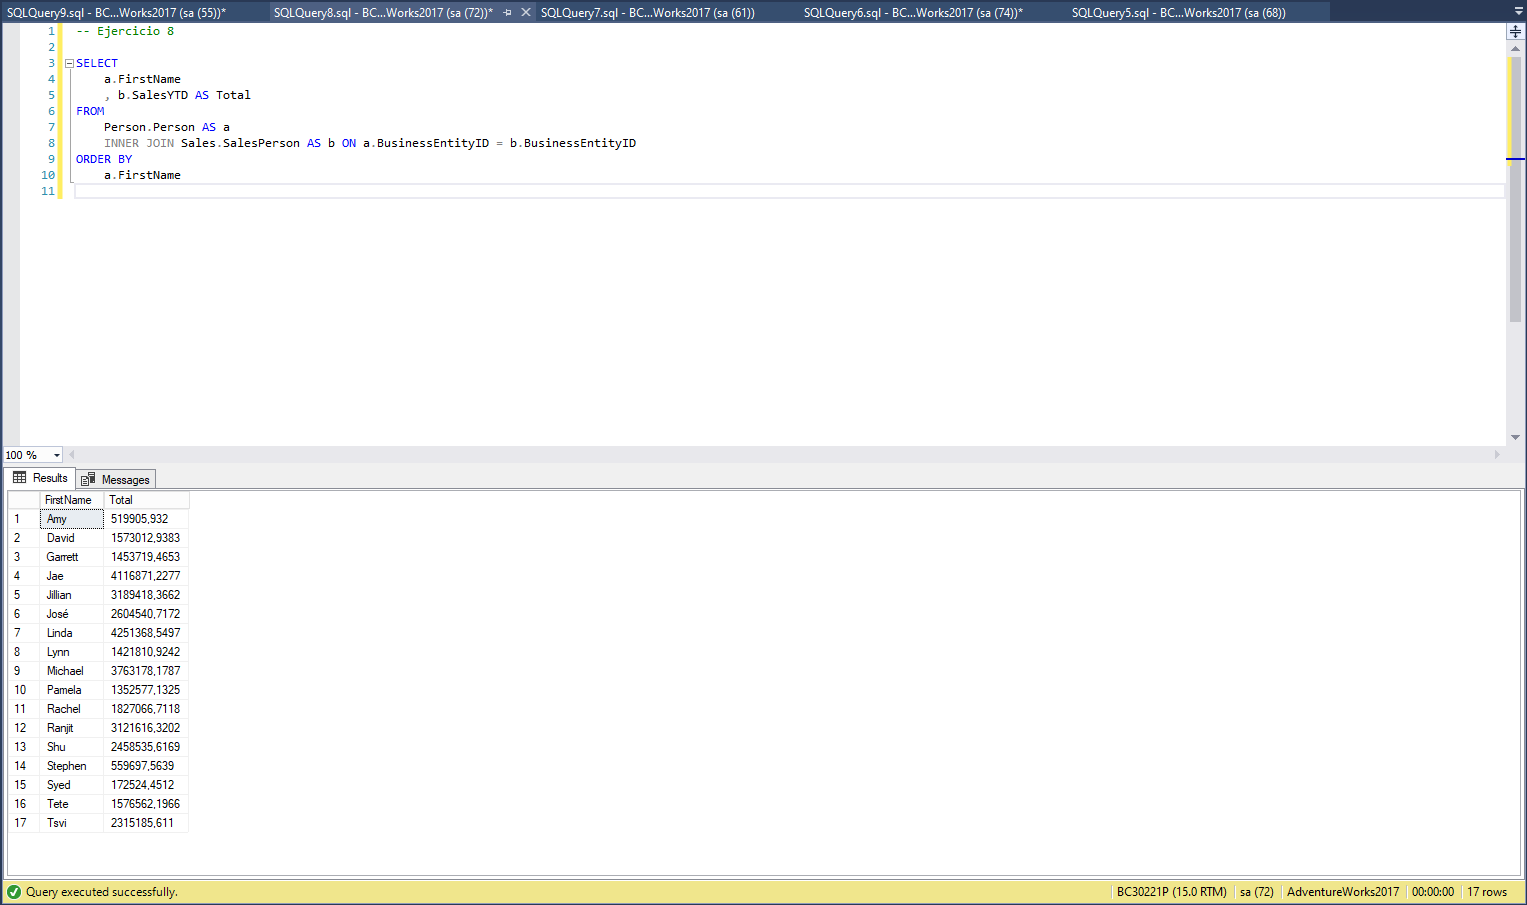 SQLQuery9.sql - BC...Works2017 (sa (55))* SQLQuery8.sql - BC...Works2017 (sa (72))* SQLQuery7.sql - BC...Works2017 (sa (61)) SQLQuery6.sql - BC...Works2017 (sa (74))* SQLQuery5.sql - BC...Works2017 (sa (68))
1 -- Ejercicio 8
2
3 SELECT
4 a.FirstName
5 , b.SalesYTD AS Total
6 FROM
7 Person.Person AS a
8 INNER JOIN Sales.SalesPerson AS b ON a.BusinessEntityID = b.BusinessEntityID
9 ORDER BY
10 a.FirstName
11
100 %
Results Messages
FirstName Total
1 Amy 519905,932
2 David 1573012,9383
3 Garrett 1453719,4653
4 Jae 4116871,2277
5 Jillian 3189418,3662
6 José 2604540,7172
7 Linda 4251368,5497
8 Lynn 1421810,9242
9 Michael 3763178,1787
10 Pamela 1352577,1325
11 Rachel 1827066,7118
12 Ranjit 3121616,3202
13 Shu 2458535,6169
14 Stephen 559697,5639
15 Syed 172524,4512
16 Tete 1576562,1966
17 Tsvi 2315185,611
Query executed successfully. BC30221P (15.0 RTM) sa (72) AdventureWorks2017 00:00:00 17 rows